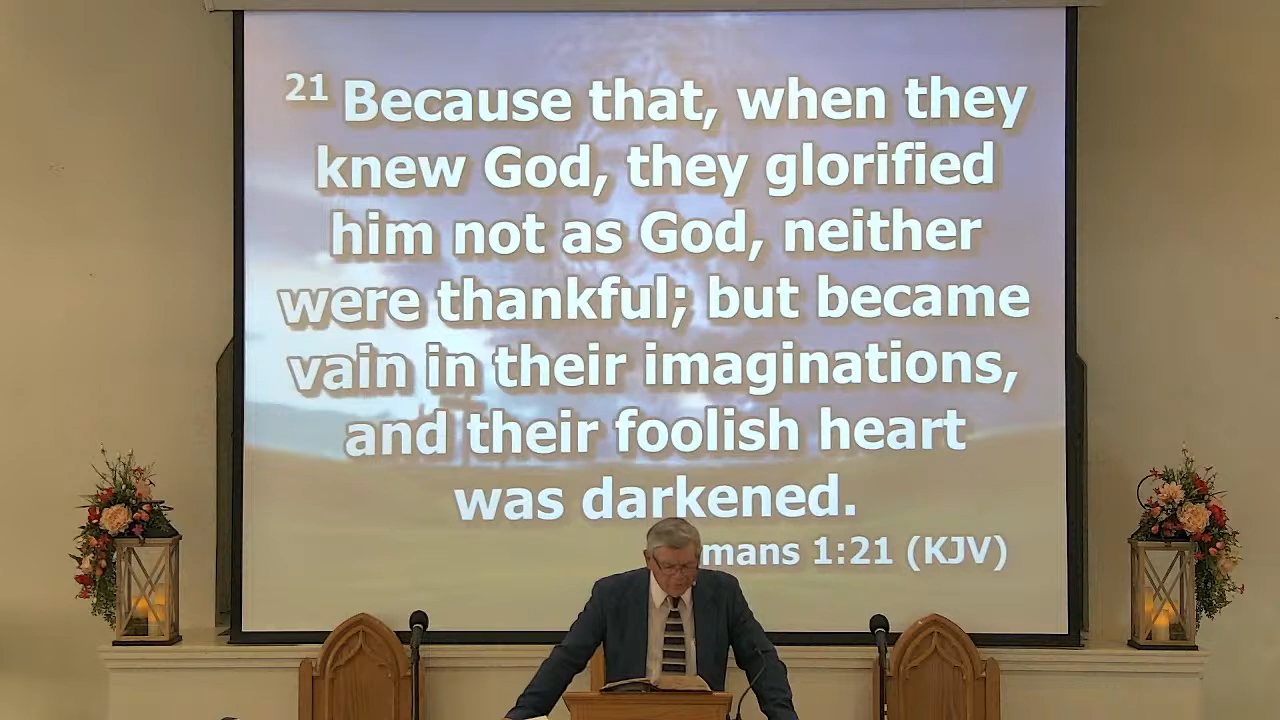 21 Because that, when they
knew God, they glorified
him not as God, neither
were thankful; but became
vain in their imaginations,
and their foolish heart
was darkened.
mans 1:21 (KJV)